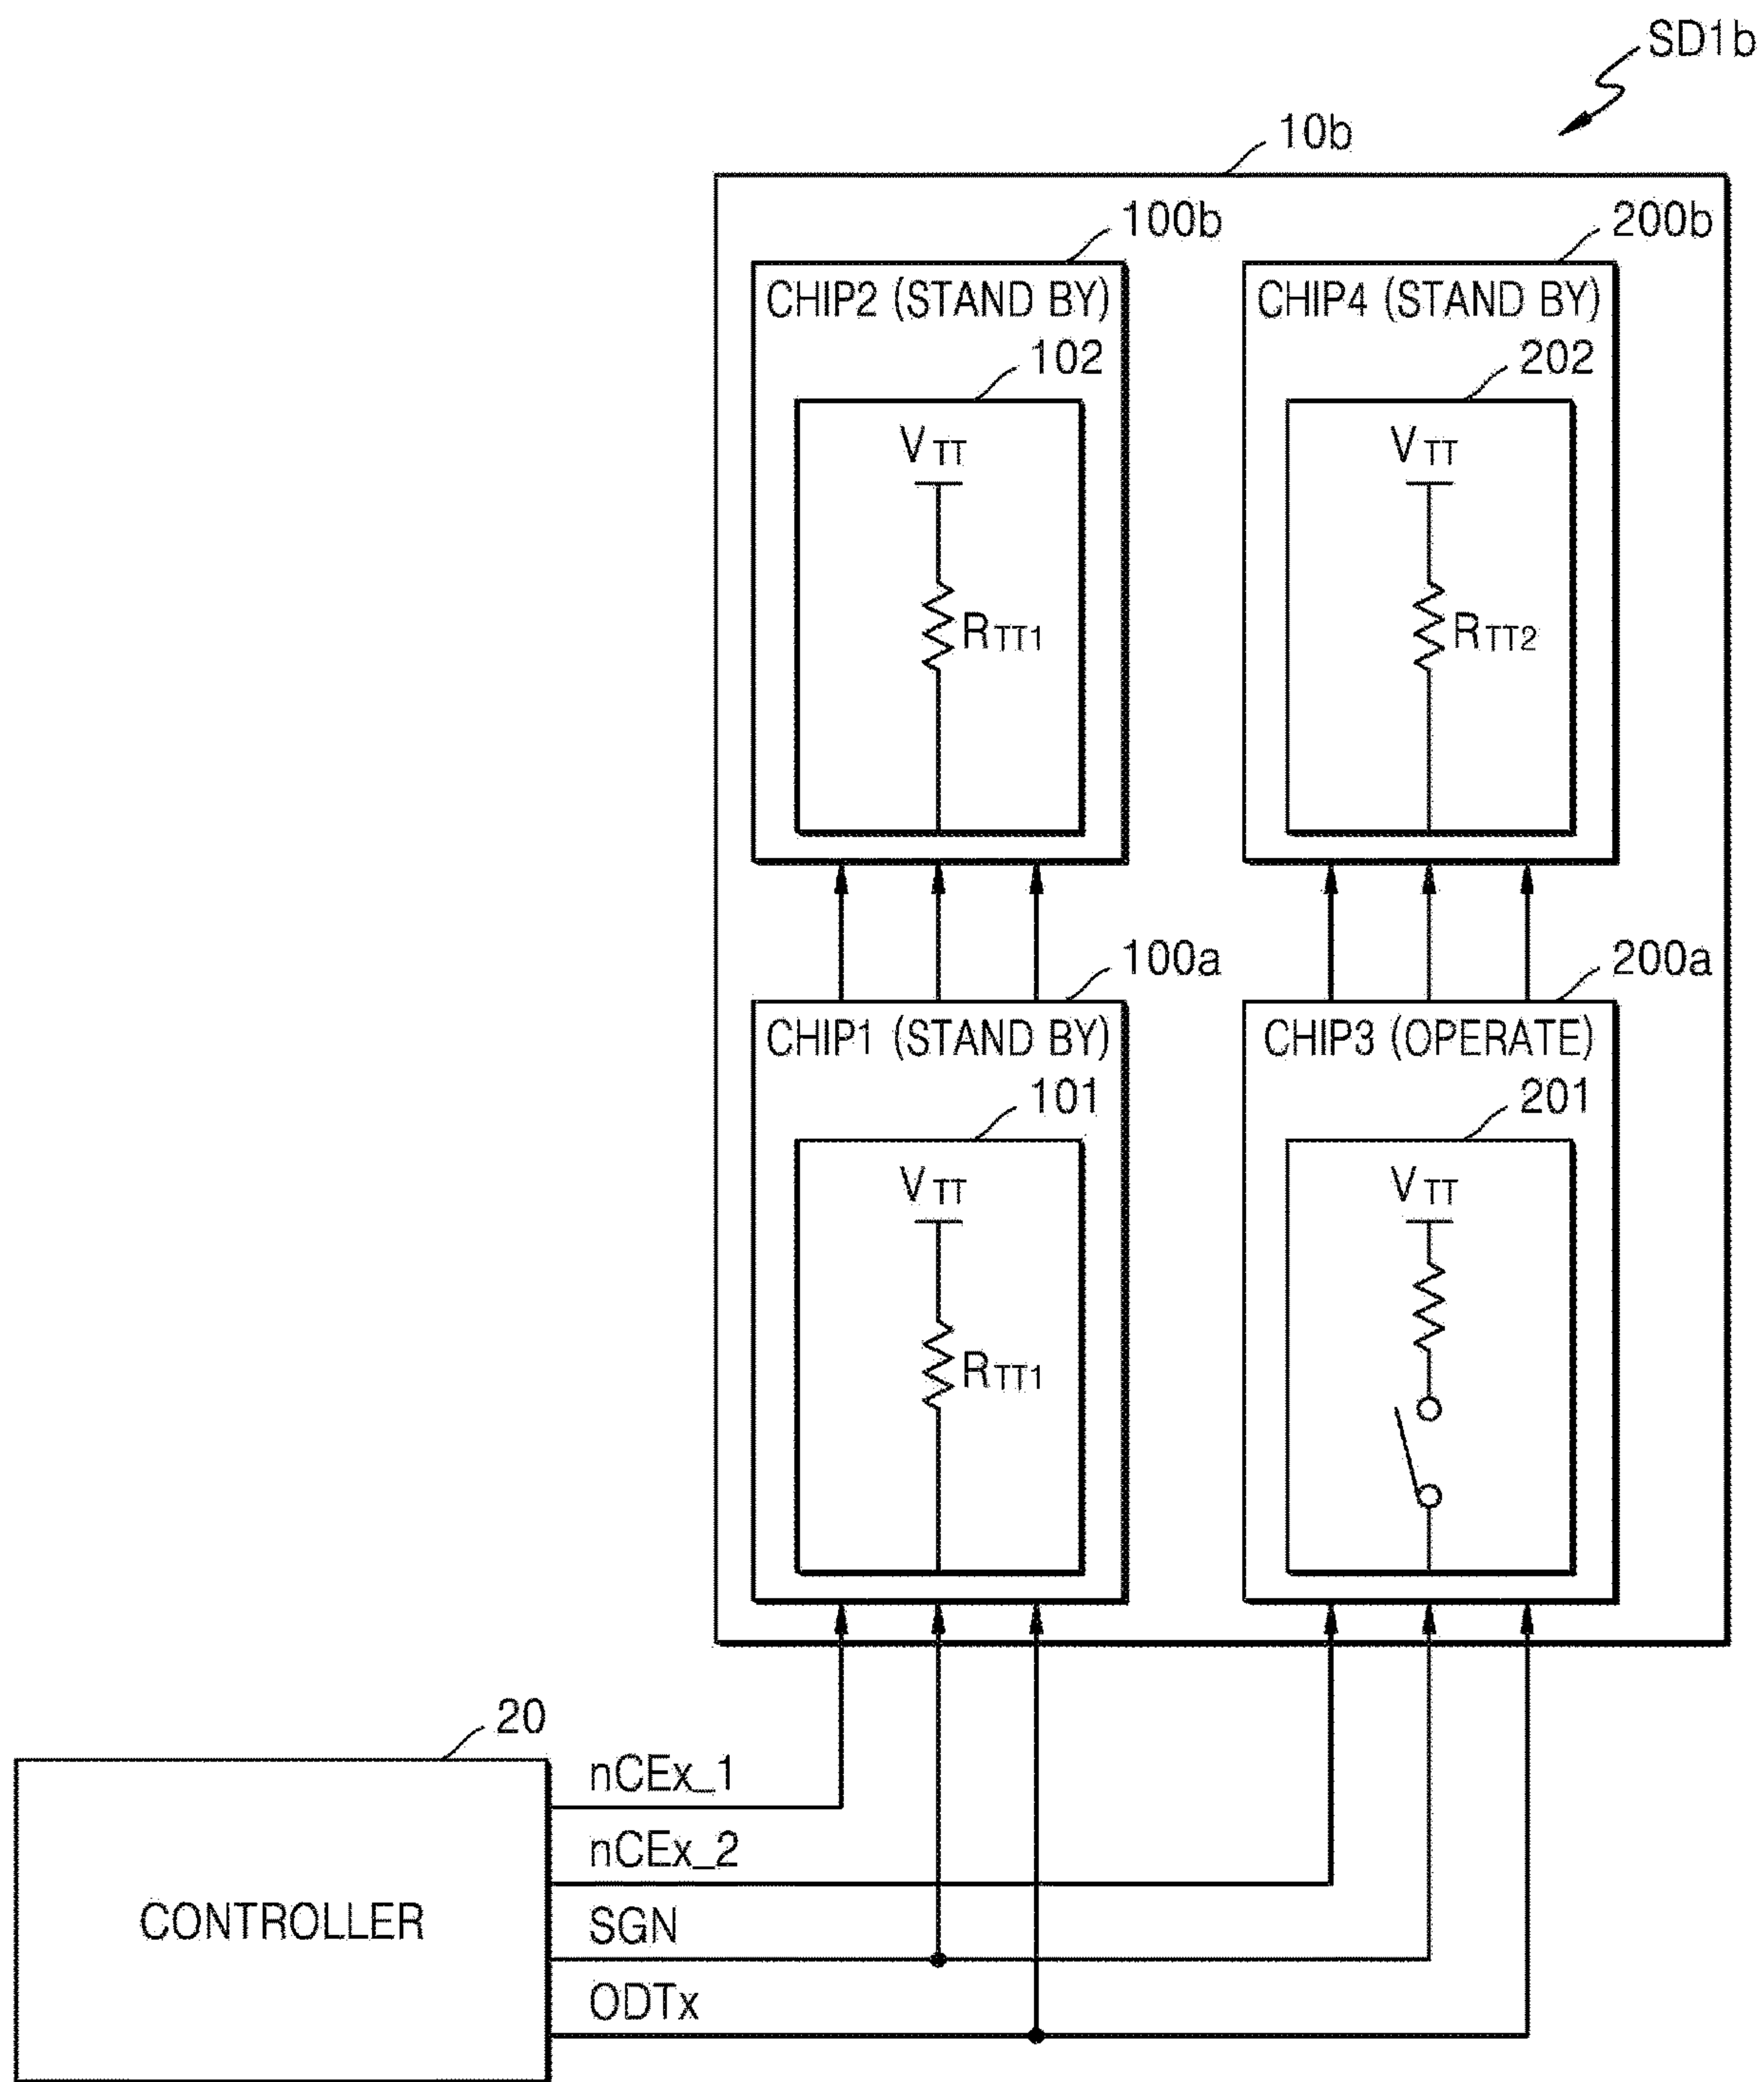 SD1b
10b
100b
200b
CHIP2 (STAND BY)
CHIP4 (STAND BY)
102
202
VTT
VTT
RTT1
RTT2
100a
200a
CHIP1 (STAND BY)
CHIP3 (OPERATE)
101
201
VTT
VTT
RTT1
20
nCEx_1
nCEx_2
CONTROLLER
SGN
ODTx